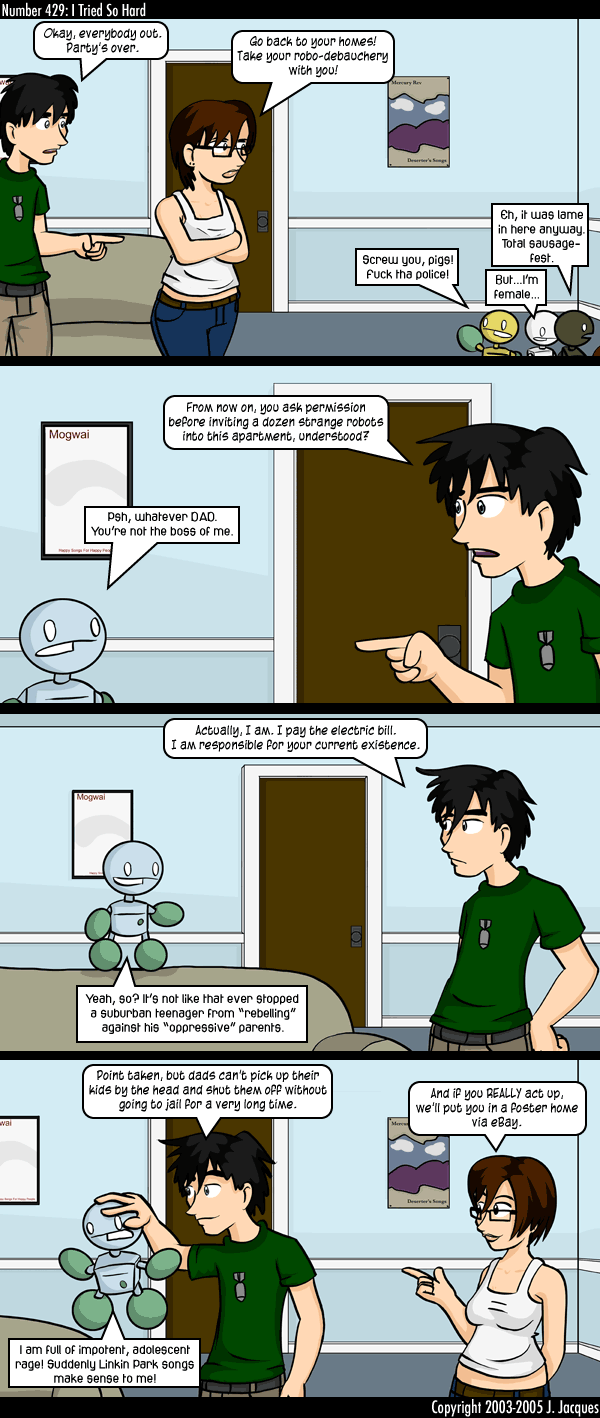 Number 429: I Tried So Hard
Okay, everybody out.
Party's over.
Go back to your homes!
Take your robo-debauchery
with you!
Mercury Rev
Deserter's Songs
Screw you, pigs!
Fuck tha police!
But...I'm
female...
Eh, it was lame
in here anyway.
Total sausage-
fest.
From now on, you ask permission
before inviting a dozen strange robots
into this apartment, understood?
Mogwai
Happy Songs For Happy People
Psh, whatever DAD.
You're not the boss of me.
Actually, I am. I pay the electric bill.
I am responsible for your current existence.
Mogwai
Yeah, so? It's not like that ever stopped
a suburban teenager from "rebelling"
against his "oppressive" parents.
Point taken, but dads can't pick up their
kids by the head and shut them off without
going to jail for a very long time.
And if you REALLY act up,
we'll put you in a foster home
via eBay.
wai
Mercury Rev
Deserter's Songs
I am full of impotent, adolescent
rage! Suddenly Linkin Park songs
make sense to me!
Copyright 2003-2005 J. Jacques